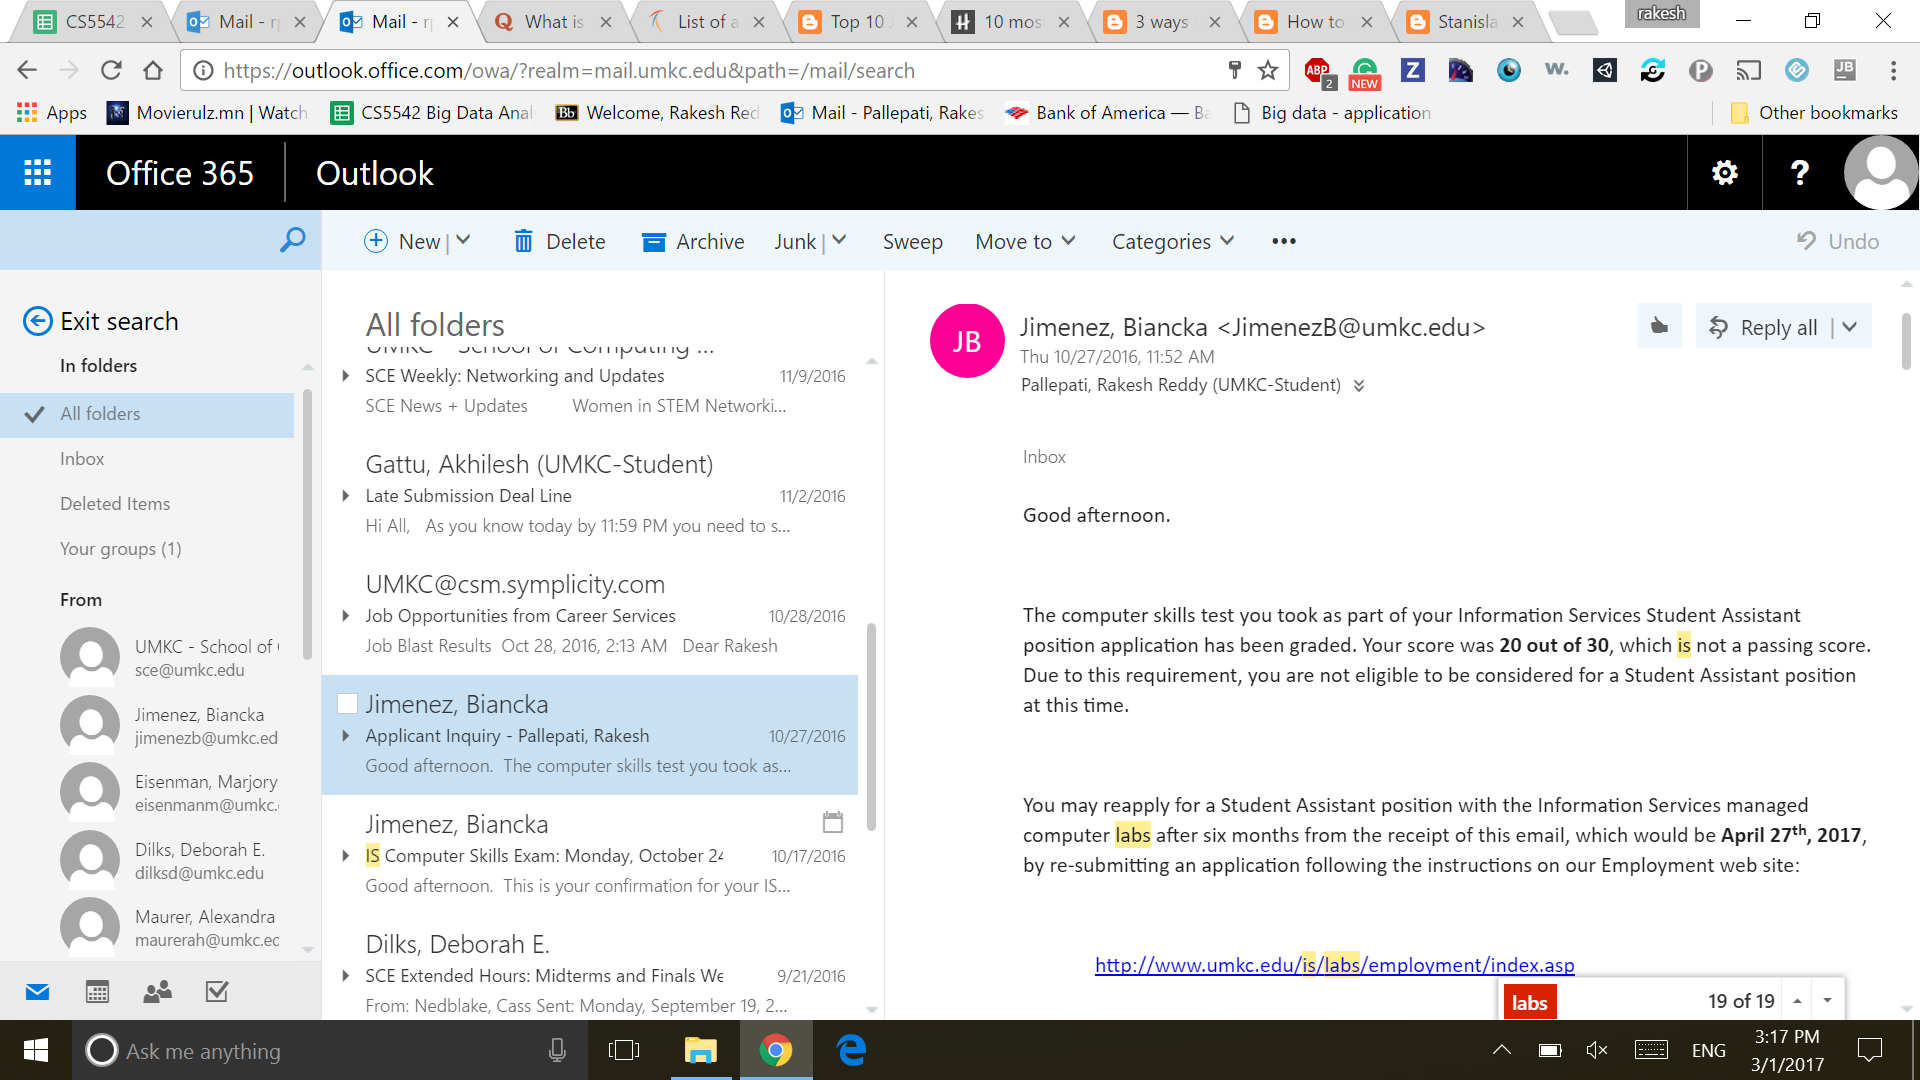 CS5542
Mail - rp
Mail - rp
What is
List of a
Top 10
10 mos
3 ways
How to
Stanisla
rakesh
https://outlook.office.com/owa/?realm=mail.umkc.edu&path=/mail/search
ABP
2
NEW
JB
Apps
Movierulz.mn | Watch
CS5542 Big Data Anal
Bb
Welcome, Rakesh Red
Mail - Pallepati, Rakes
Bank of America — Ba
Big data - application
Other bookmarks
Office 365
Outlook
New
Delete
Archive
Junk
Sweep
Move to
Categories
Undo
Exit search
In folders
All folders
Inbox
Deleted Items
Your groups (1)
From
UMKC - School of C
sce@umkc.edu
Jimenez, Biancka
jimenezb@umkc.ed
Eisenman, Marjory
eisenmanm@umkc.
Dilks, Deborah E.
dilksd@umkc.edu
Maurer, Alexandra
maurerah@umkc.ec
All folders
UMKC - School of Computing ...
SCE Weekly: Networking and Updates 11/9/2016
SCE News + Updates Women in STEM Networki...
Gattu, Akhilesh (UMKC-Student)
Late Submission Deal Line 11/2/2016
Hi All, As you know today by 11:59 PM you need to s...
UMKC@csm.symplicity.com
Job Opportunities from Career Services 10/28/2016
Job Blast Results Oct 28, 2016, 2:13 AM Dear Rakesh
Jimenez, Biancka
Applicant Inquiry - Pallepati, Rakesh 10/27/2016
Good afternoon. The computer skills test you took as...
Jimenez, Biancka
IS Computer Skills Exam: Monday, October 24 10/17/2016
Good afternoon. This is your confirmation for your IS...
Dilks, Deborah E.
SCE Extended Hours: Midterms and Finals We 9/21/2016
From: Nedblake, Cass Sent: Monday, September 19, 2...
JB
Jimenez, Biancka <JimenezB@umkc.edu>
Thu 10/27/2016, 11:52 AM
Pallepati, Rakesh Reddy (UMKC-Student)
Reply all
Inbox
Good afternoon.
The computer skills test you took as part of your Information Services Student Assistant
position application has been graded. Your score was 20 out of 30, which is not a passing score.
Due to this requirement, you are not eligible to be considered for a Student Assistant position
at this time.
You may reapply for a Student Assistant position with the Information Services managed
computer labs after six months from the receipt of this email, which would be April 27th, 2017,
by re-submitting an application following the instructions on our Employment web site:
http://www.umkc.edu/is/labs/employment/index.asp
labs 19 of 19
Ask me anything
ENG
3:17 PM
3/1/2017